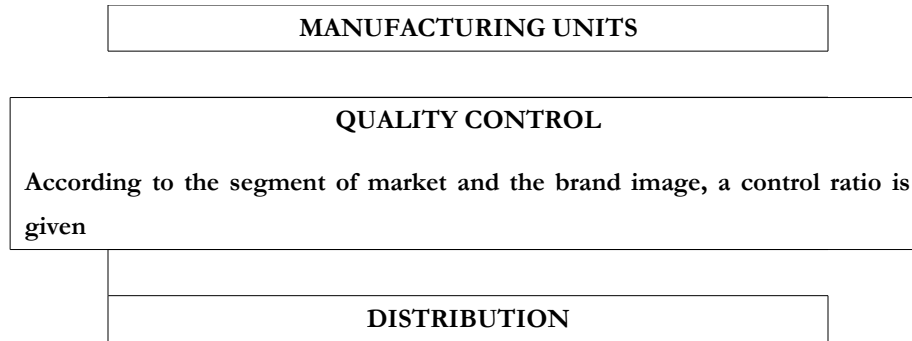 MANUFACTURING UNITS
QUALITY CONTROL
According to the segment of market and the brand image, a control ratio is
given
DISTRIBUTION